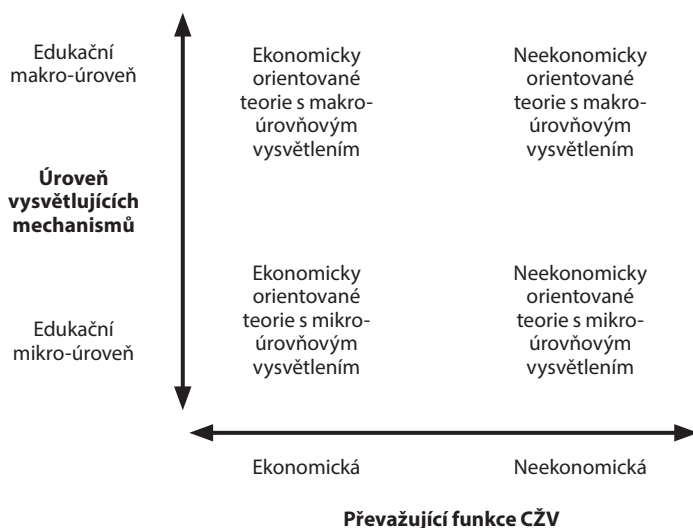 Edukační
makro-úroveň
Ekonomicky
orientované
teorie s makro-
úrovňovým
vysvětlením
Neekonomicky
orientované
teorie s makro-
úrovňovým
vysvětlením
Úroveň
vysvětlujících
mechanismů
Edukační
mikro-úroveň
Ekonomicky
orientované
teorie s mikro-
úrovňovým
vysvětlením
Neekonomicky
orientované
teorie s mikro-
úrovňovým
vysvětlením
Ekonomická
Neekonomická
Převažující funkce CŽV